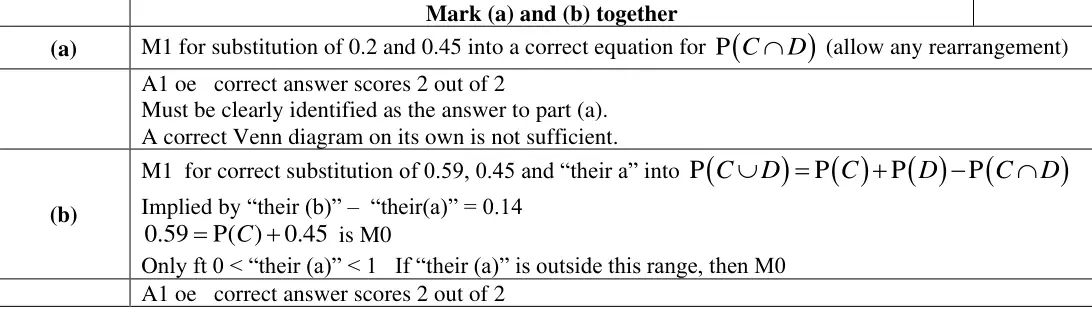 Mark (a) and (b) together
(a) M1 for substitution of 0.2 and 0.45 into a correct equation for P(C∩D) (allow any rearrangement)
A1 oe correct answer scores 2 out of 2
Must be clearly identified as the answer to part (a).
A correct Venn diagram on its own is not sufficient.
M1 for correct substitution of 0.59, 0.45 and “their a” into P(C∪D)=P(C)+P(D)−P(C∩D)
(b) Implied by “their (b)” – “their(a)” = 0.14
0.59 = P(C)+0.45 is M0
Only ft 0 < “their (a)” < 1 If “their (a)” is outside this range, then M0
A1 oe correct answer scores 2 out of 2